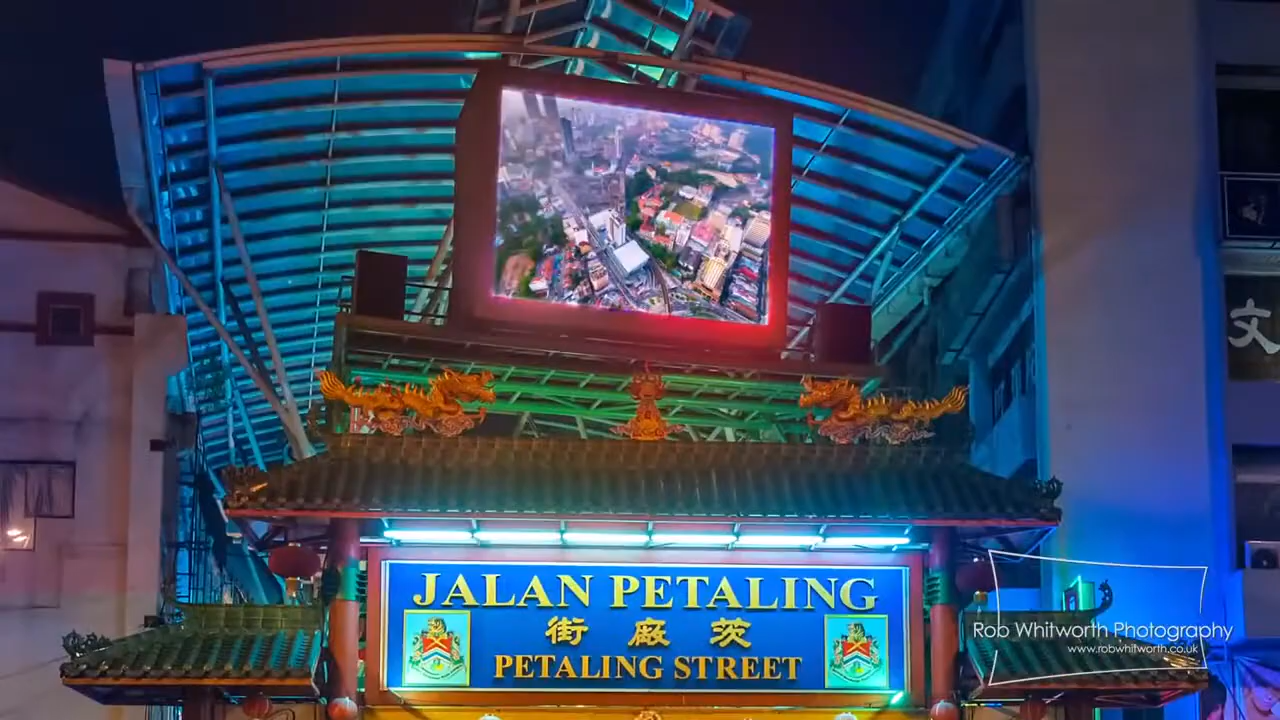 文
JALAN PETALING
街 廠 茨
PETALING STREET
Rob Whitworth Photography
www.robwhitworth.co.uk